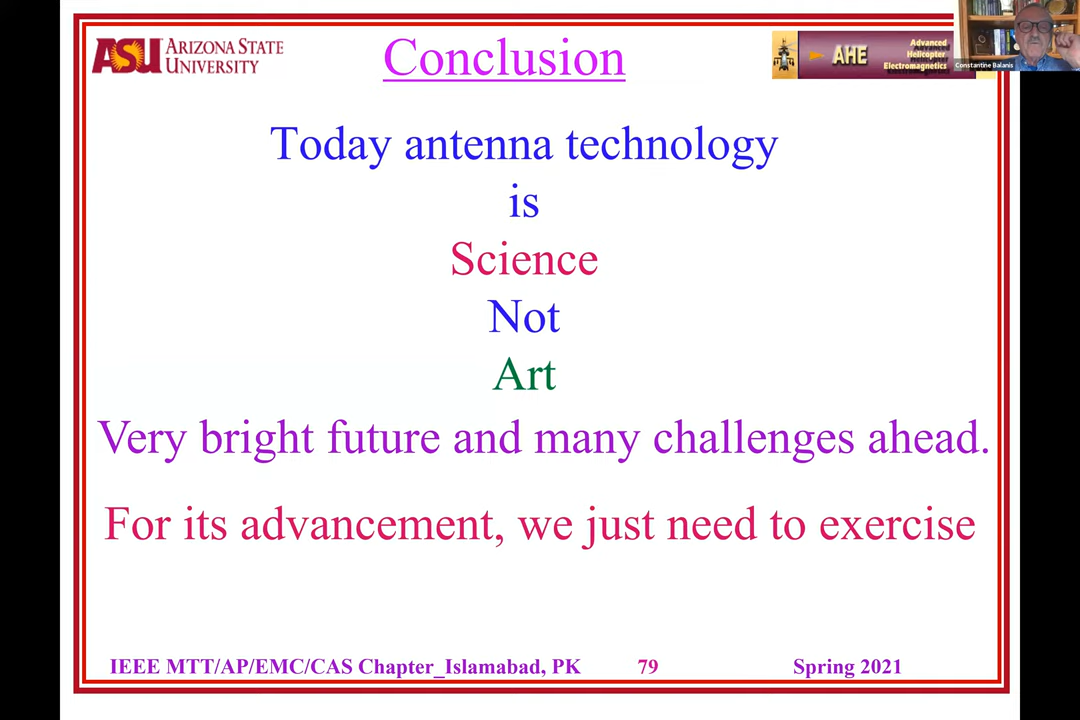 ASU ARIZONA STATE UNIVERSITY
Conclusion
AHE
Advanced
Helicopter
Electromagnetics
Constantine Balanis
Today antenna technology
is
Science
Not
Art
Very bright future and many challenges ahead.
For its advancement, we just need to exercise
IEEE MTT/AP/EMC/CAS Chapter_Islamabad, PK 79 Spring 2021